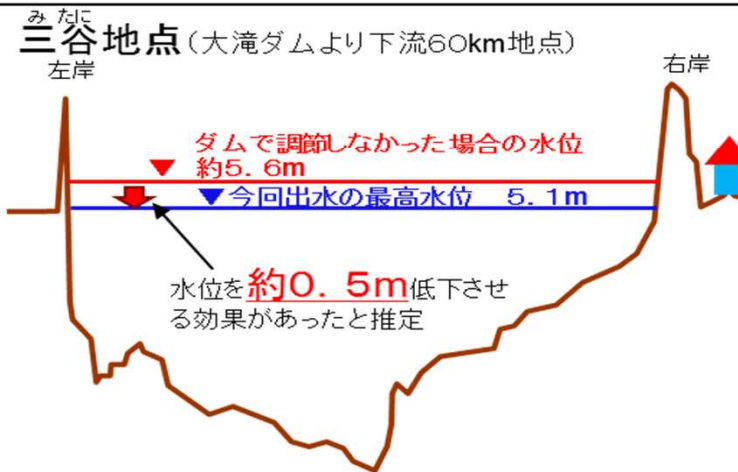 み たに
三谷地点(大滝ダムより下流60km地点)
左岸
右岸
ダムで調節しなかった場合の水位
約5.6m
今回出水の最高水位 5.1m
水位を約0.5m低下させ
る効果があったと推定